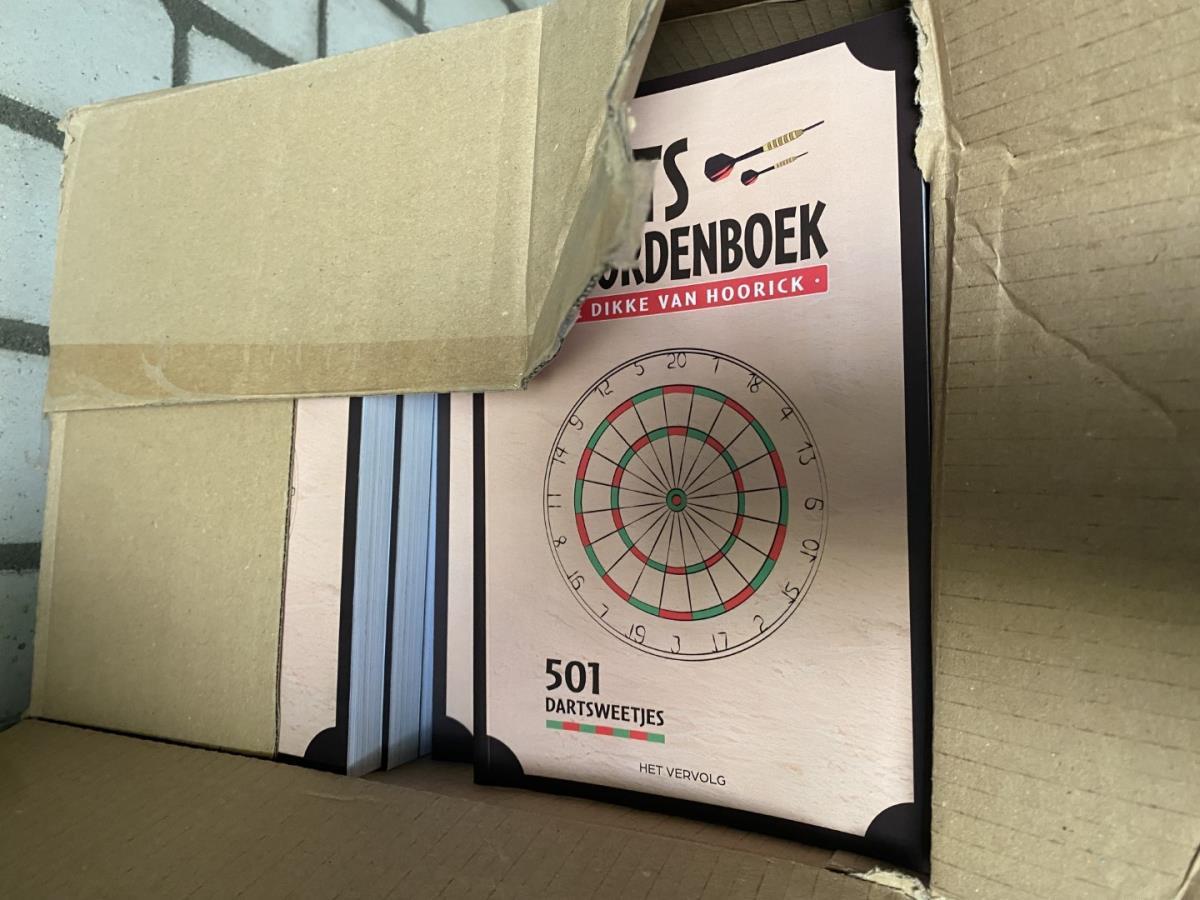 TS
RDENBOEK
DIKKE VAN HOORICK ·
20 1 18 4 13 6 10 15 2 17 3 19 7 16 8 11 14 9 12 5
501
DARTSWEETJES
HET VERVOLG